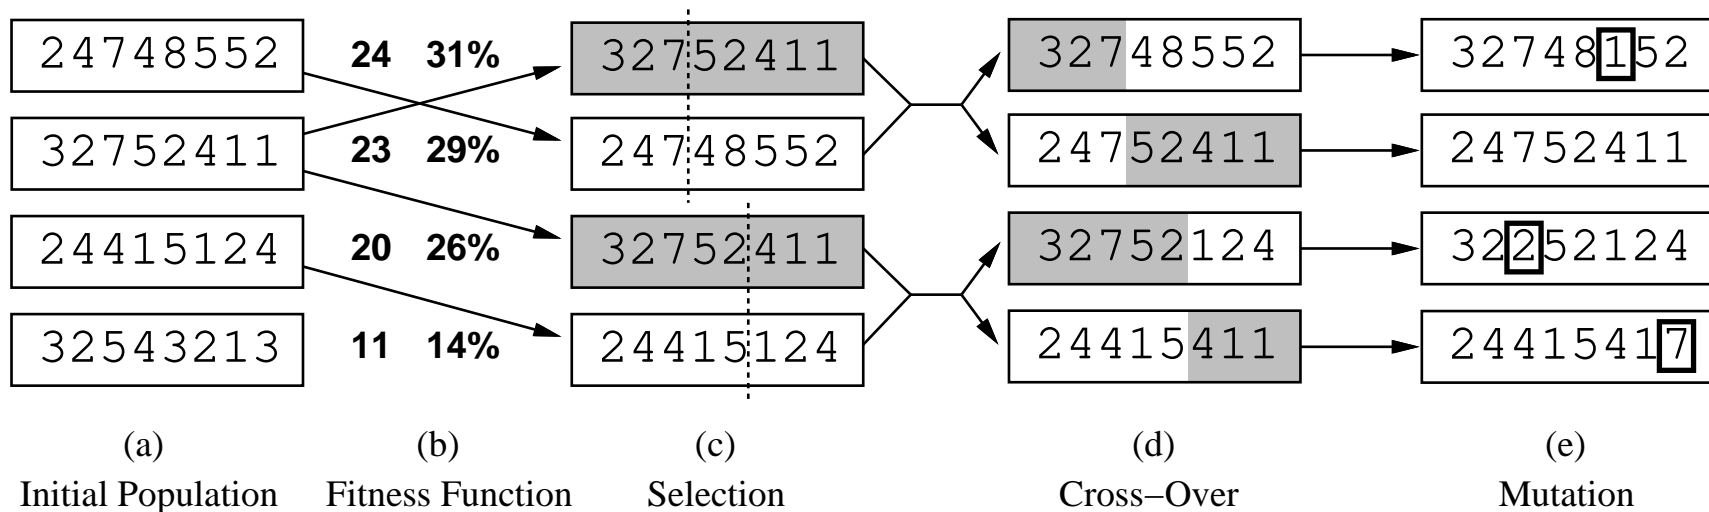 24748552 24 31% 32752411 32748552 32748152
32752411 23 29% 24748552 24752411 24752411
24415124 20 26% 32752411 32752124 32252124
32543213 11 14% 24415124 24415411 24415417
(a) (b) (c) (d) (e)
Initial Population Fitness Function Selection Cross−Over Mutation